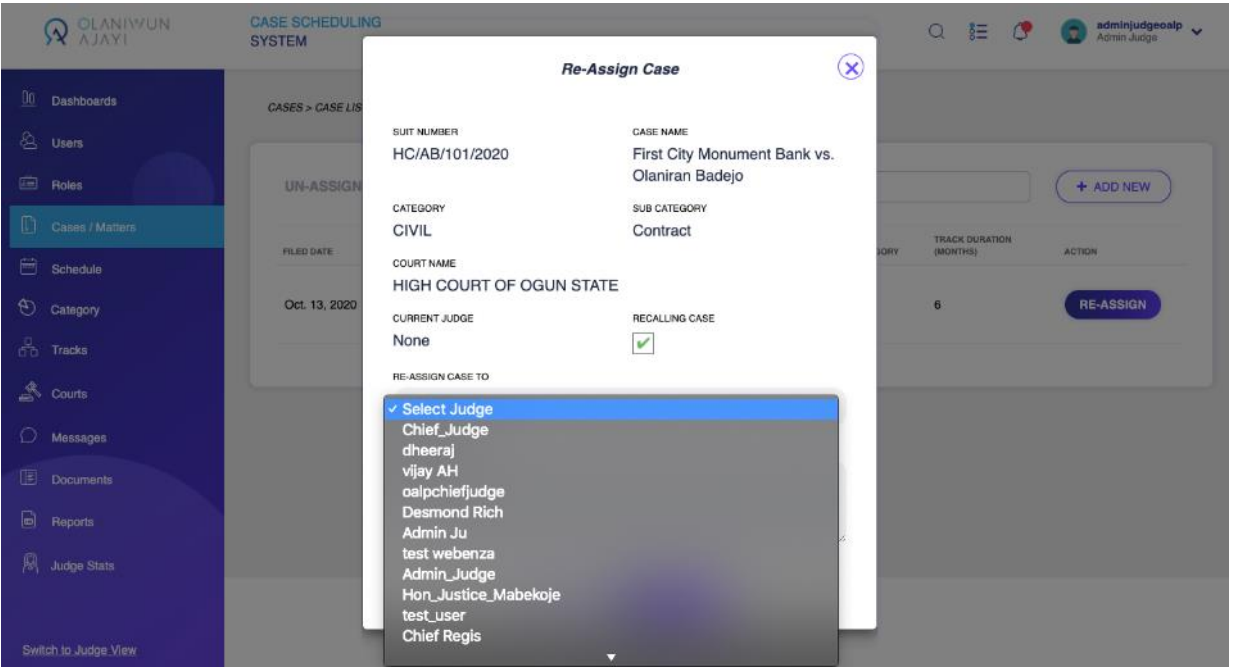 OLANIWUN
AJAYI
CASE SCHEDULING
SYSTEM
adminjudgeoalp
Admin Judge
Dashboards
Users
Roles
Cases / Matters
Schedule
Category
Tracks
Courts
Messages
Documents
Reports
Judge Stats
Switch to Judge View
CASES > CASE LIS
UN-ASSIGN
+ ADD NEW
FILED DATE
GORY
TRACK DURATION
(MONTHS)
ACTION
Oct. 13, 2020
6
RE-ASSIGN
Re-Assign Case
SUIT NUMBER
CASE NAME
HC/AB/101/2020
First City Monument Bank vs.
Olaniran Badejo
CATEGORY
SUB CATEGORY
CIVIL
Contract
COURT NAME
HIGH COURT OF OGUN STATE
CURRENT JUDGE
RECALLING CASE
None
RE-ASSIGN CASE TO
Select Judge
Chief_Judge
dheeraj
vijay AH
oalpchiefjudge
Desmond Rich
Admin Ju
test webenza
Admin_Judge
Hon_Justice_Mabekoje
test_user
Chief Regis